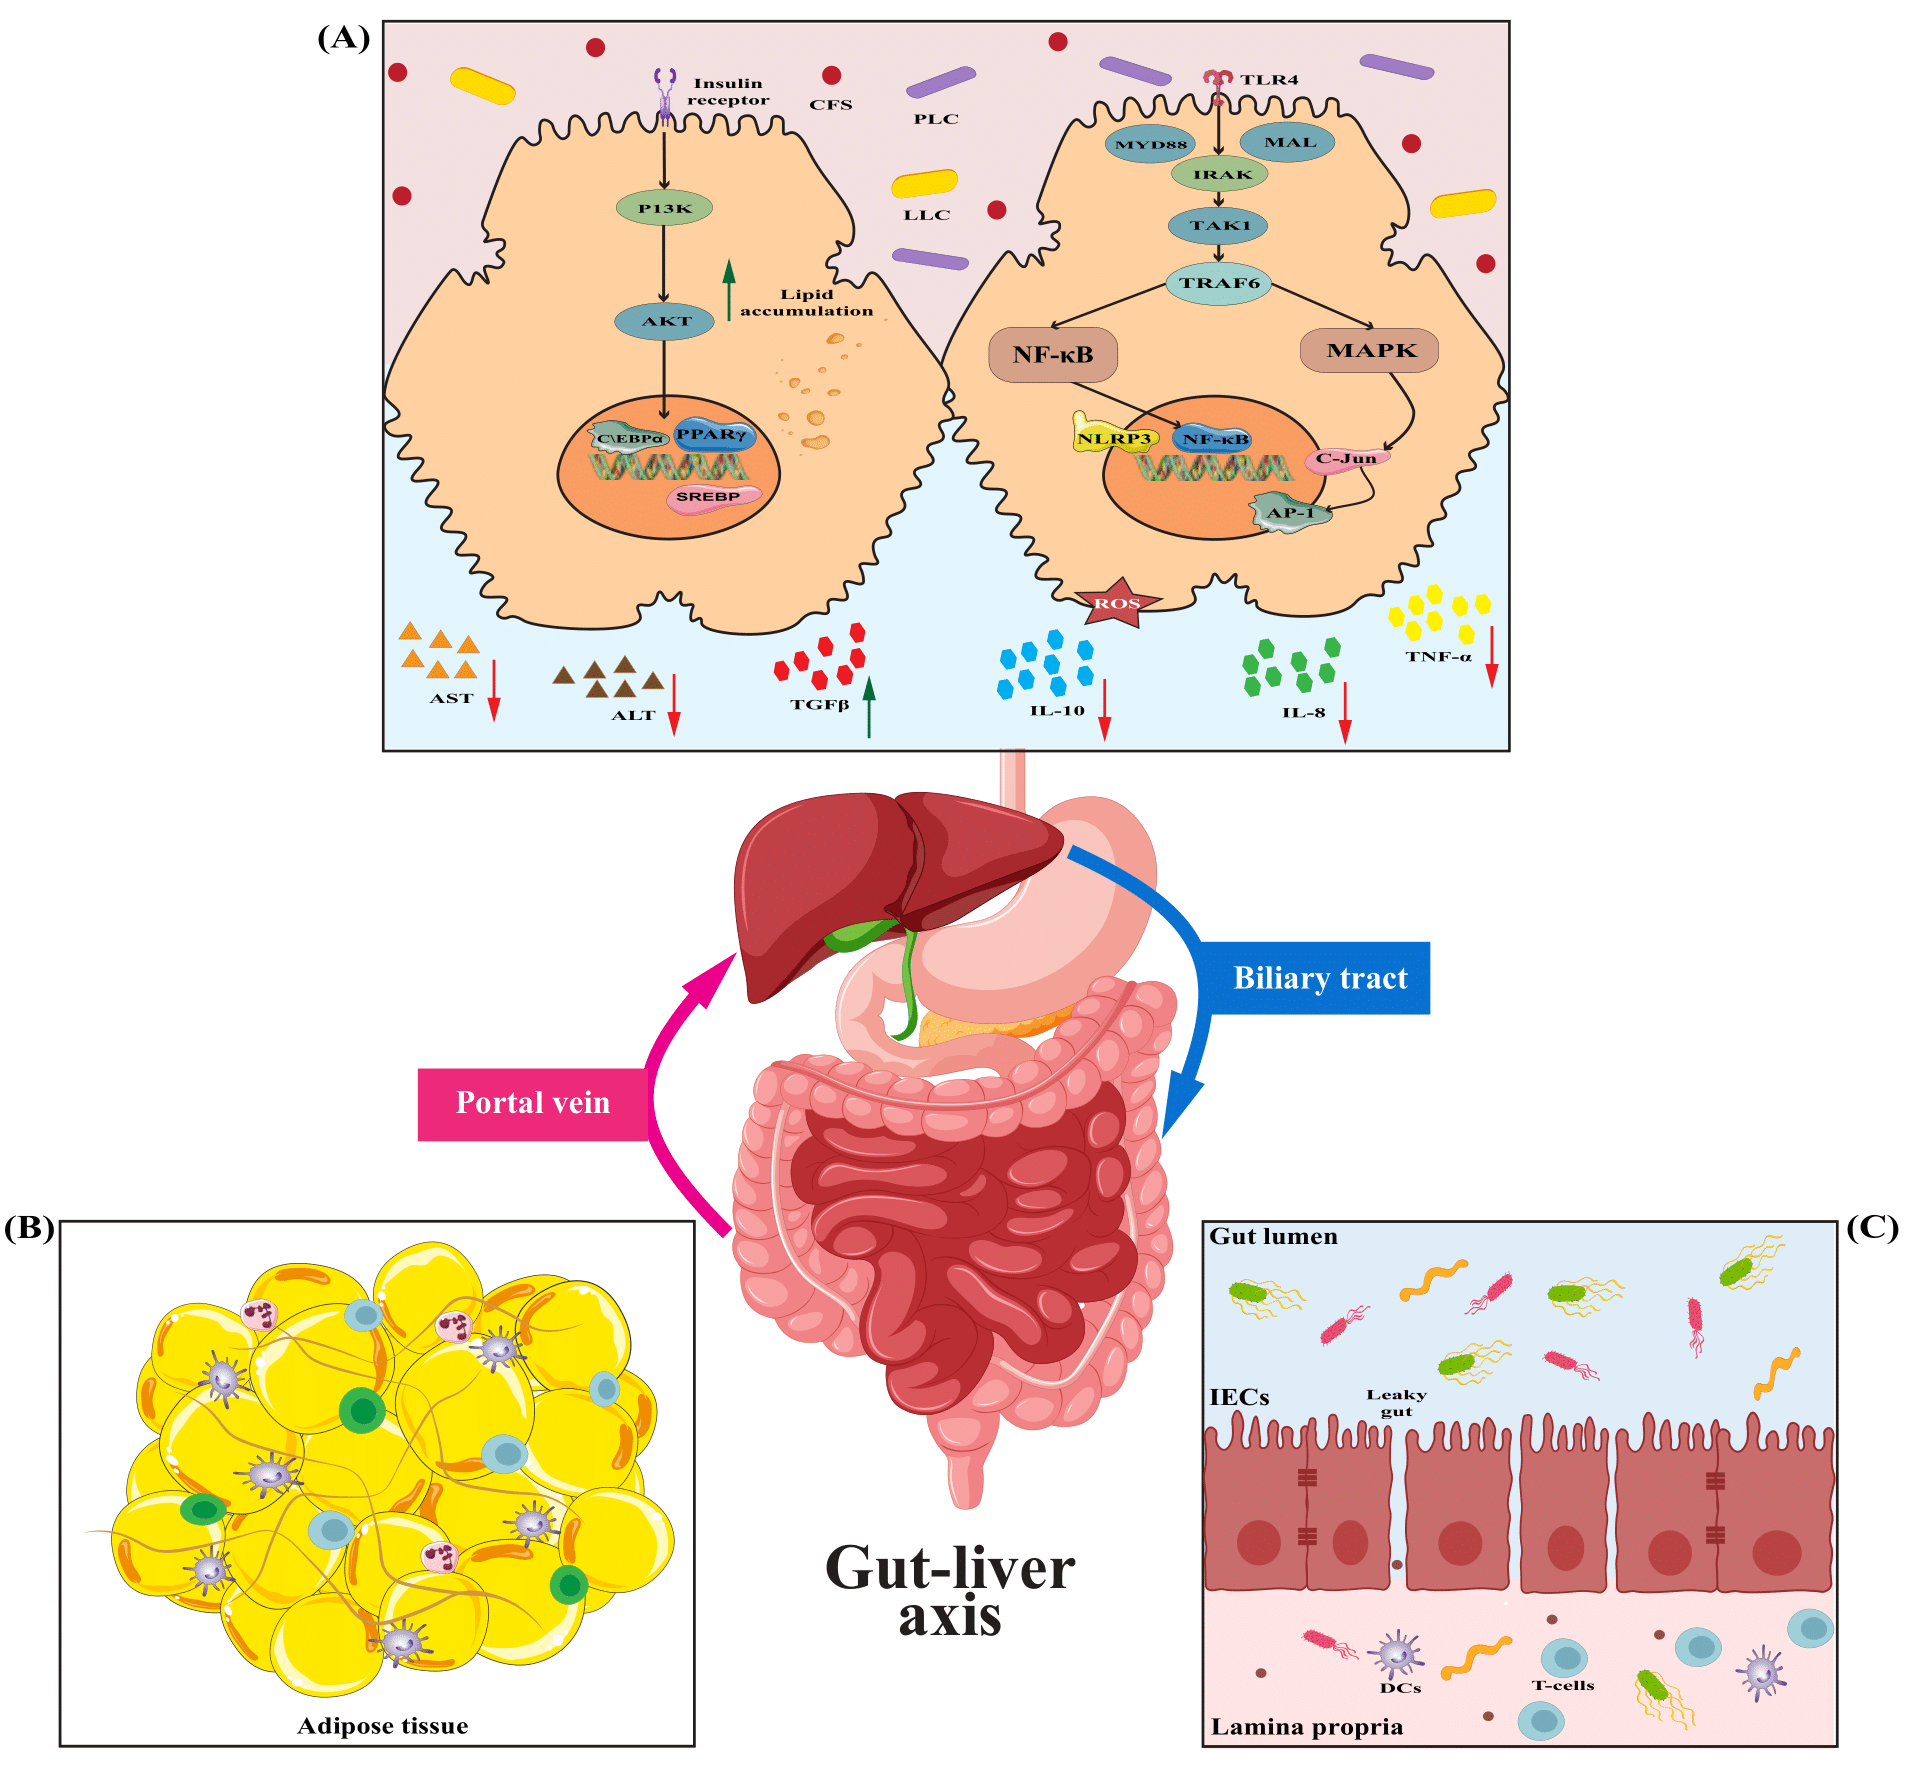 (A)
Insulin
receptor
CFS
PLC
LLC
TLR4
MYD88
MAL
IRAK
TAK1
TRAF6
NF-κB
MAPK
P13K
AKT
Lipid
accumulation
C\EBPα
PPARγ
SREBP
NLRP3
NF-κB
C-Jun
AP-1
ROS
AST
ALT
TGFβ
IL-10
IL-8
TNF-α
Biliary tract
Portal vein
Gut-liver
axis
(B)
Adipose tissue
(C)
Gut lumen
IECs
Leaky
gut
DCs
T-cells
Lamina propria